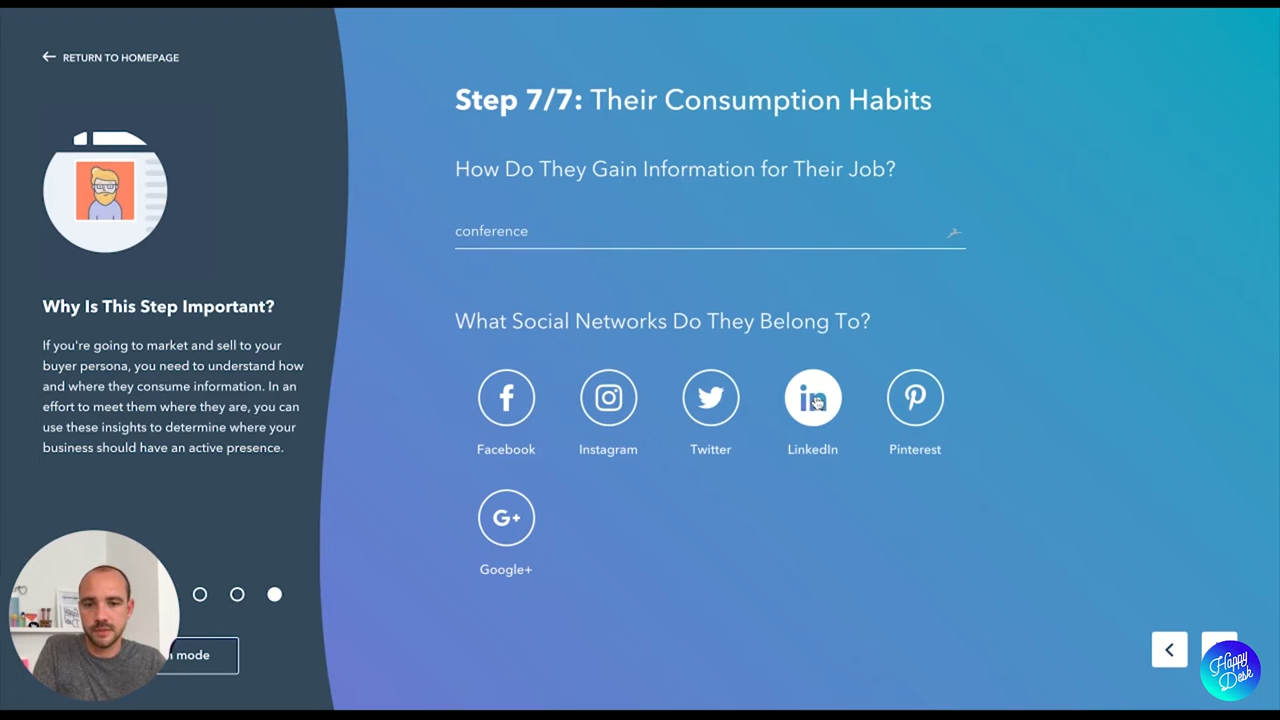 RETURN TO HOMEPAGE
Step 7/7: Their Consumption Habits
How Do They Gain Information for Their Job?
conference
Why Is This Step Important?
If you're going to market and sell to your
buyer persona, you need to understand how
and where they consume information. In an
effort to meet them where they are, you can
use these insights to determine where your
business should have an active presence.
What Social Networks Do They Belong To?
Facebook
Instagram
Twitter
LinkedIn
Pinterest
G+
Google+
mode
Happy
Desk